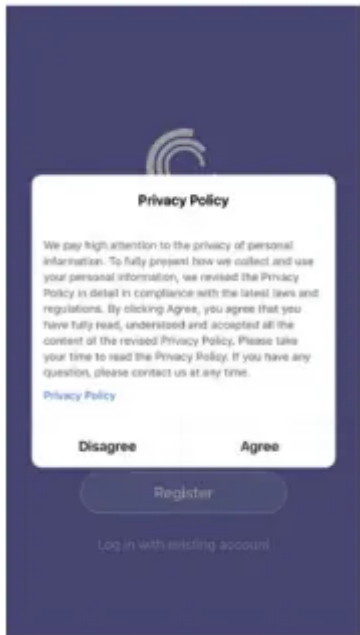 Privacy Policy
We pay high attention to the privacy of personal
information. To fully present how we collect and use
your personal information, we revised the Privacy
Policy in detail in compliance with the latest laws and
regulations. By clicking Agree, you agree that you
have fully read, understood and accepted all the
content of the revised Privacy Policy. Please take
your time to read the Privacy Policy. If you have any
question, please contact us at any time.
Privacy Policy
Disagree Agree
Register
Log in with existing account